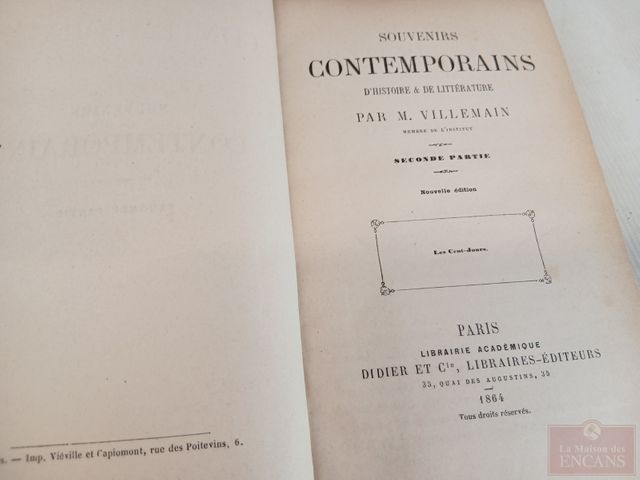 s. — Imp. Viéville et Capiomont, rue des Poitevins, 6.
SOUVENIRS
CONTEMPORAINS
D'HISTOIRE & DE LITTÉRATURE
PAR M. VILLEMAIN
MEMBRE DE L'INSTITUT
SECONDE PARTIE
Nouvelle édition
Les Cent-Jours.
PARIS
LIBRAIRIE ACADÉMIQUE
DIDIER ET Cie, LIBRAIRES-ÉDITEURS
35, QUAI DES AUGUSTINS, 35
1864
Tous droits réservés.
La Maison des
ENCANS